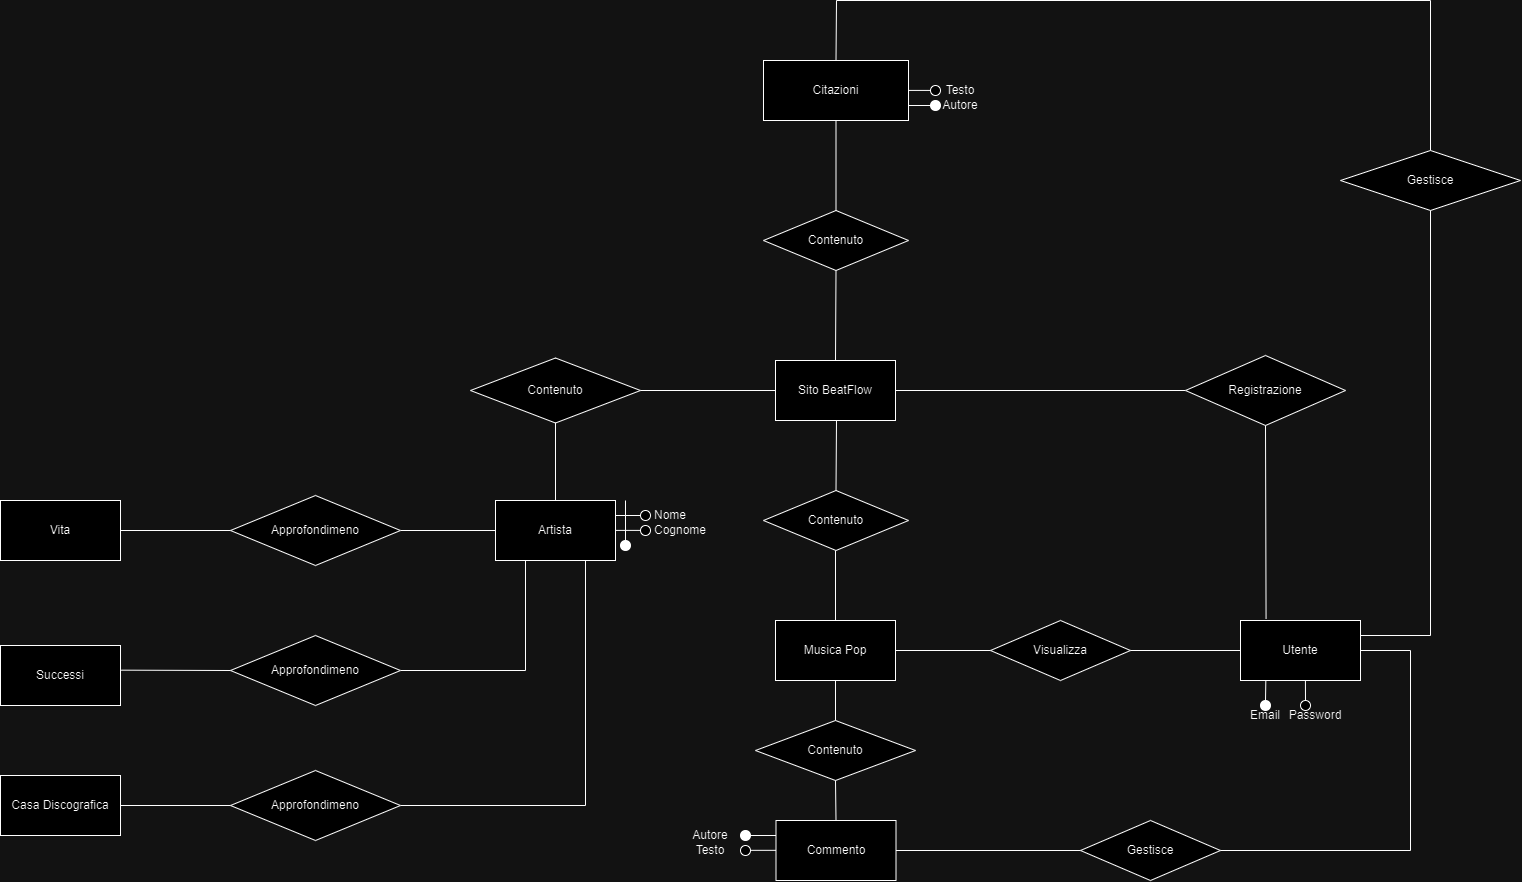 Citazioni
Testo
Autore
Gestisce
Contenuto
Contenuto
Sito BeatFlow
Registrazione
Vita
Approfondimeno
Artista
Nome
Cognome
Contenuto
Successi
Approfondimeno
Musica Pop
Visualizza
Utente
Email
Password
Contenuto
Casa Discografica
Approfondimeno
Autore
Testo
Commento
Gestisce